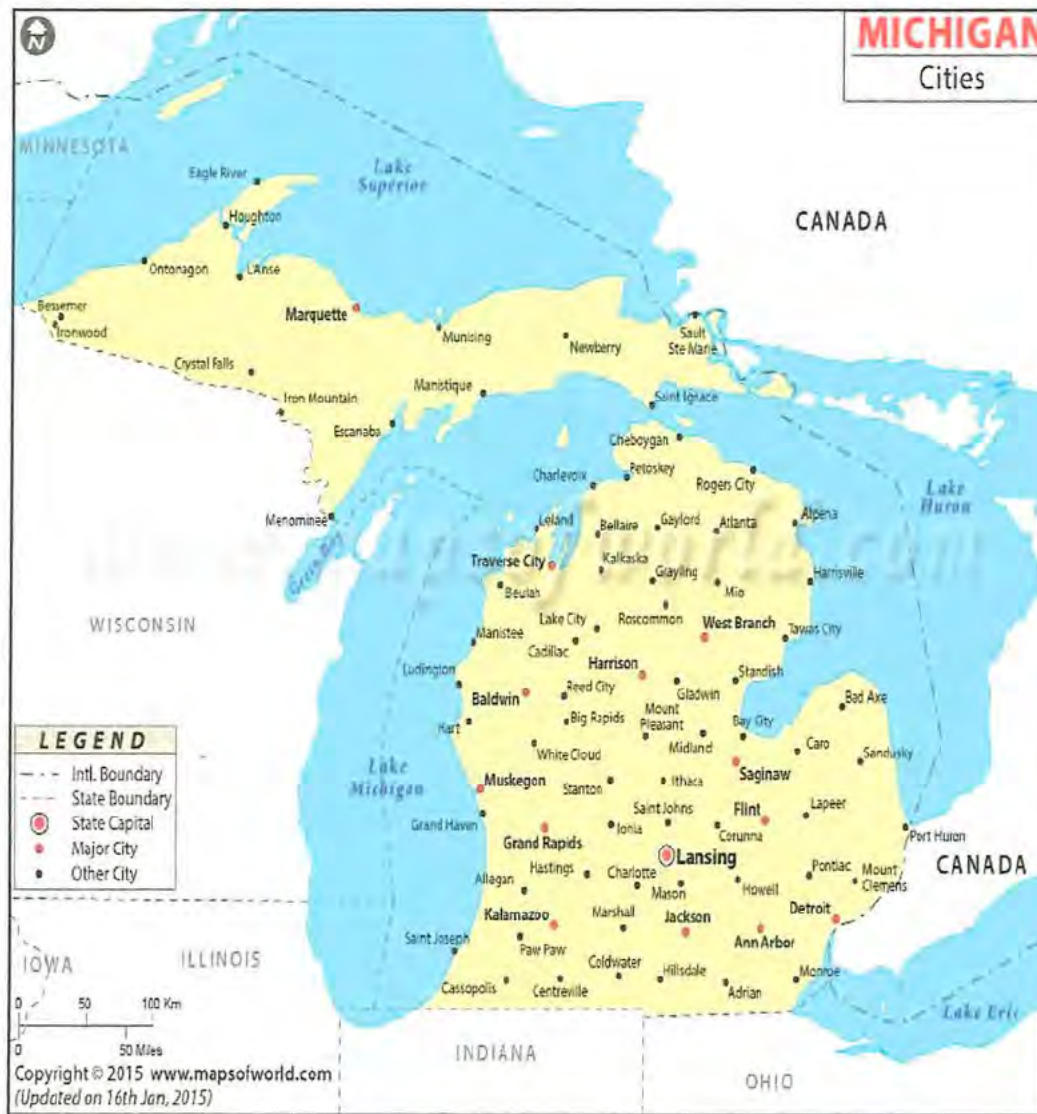 N
MICHIGAN
Cities
MINNESOTA
Lake
Superior
Eagle River
Houghton
CANADA
Ontonagon
L'Anse
Bessemer
Ironwood
Marquette
Munising
Newberry
Sault
Ste Marie
Crystal Falls
Manistique
Iron Mountain
Saint Ignace
Escanaba
Cheboygan
Charlevoix
Petoskey
Rogers City
Lake
Huron
Menominee
Green Bay
Leland
Bellaire
Gaylord
Atlanta
Alpena
Traverse City
Kalkaska
Grayling
Mio
Harrisville
Beulah
WISCONSIN
Lake City
Roscommon
West Branch
Manistee
Cadillac
Tawas City
Ludington
Harrison
Baldwin
Reed City
Gladwin
Standish
Bad Axe
Hart
Big Rapids
Mount
Pleasant
Bay City
White Cloud
Midland
Caro
Sandusky
LEGEND
Intl. Boundary
State Boundary
State Capital
Major City
Other City
Lake
Michigan
Muskegon
Stanton
Ithaca
Saginaw
Grand Haven
Saint Johns
Flint
Lapeer
Ionia
Corunna
Port Huron
Grand Rapids
Lansing
CANADA
Hastings
Charlotte
Pontiac
Mount
Clemens
Allagan
Mason
Howell
Kalamazoo
Marshall
Jackson
Detroit
Ann Arbor
Saint Joseph
Paw Paw
IOWA
ILLINOIS
Coldwater
Hillsdale
Monroe
Cassopolis
Centreville
Adrian
Lake Erie
0 50 100 Km
0 50 Miles
INDIANA
OHIO
Copyright © 2015 www.mapsofworld.com
(Updated on 16th Jan, 2015)